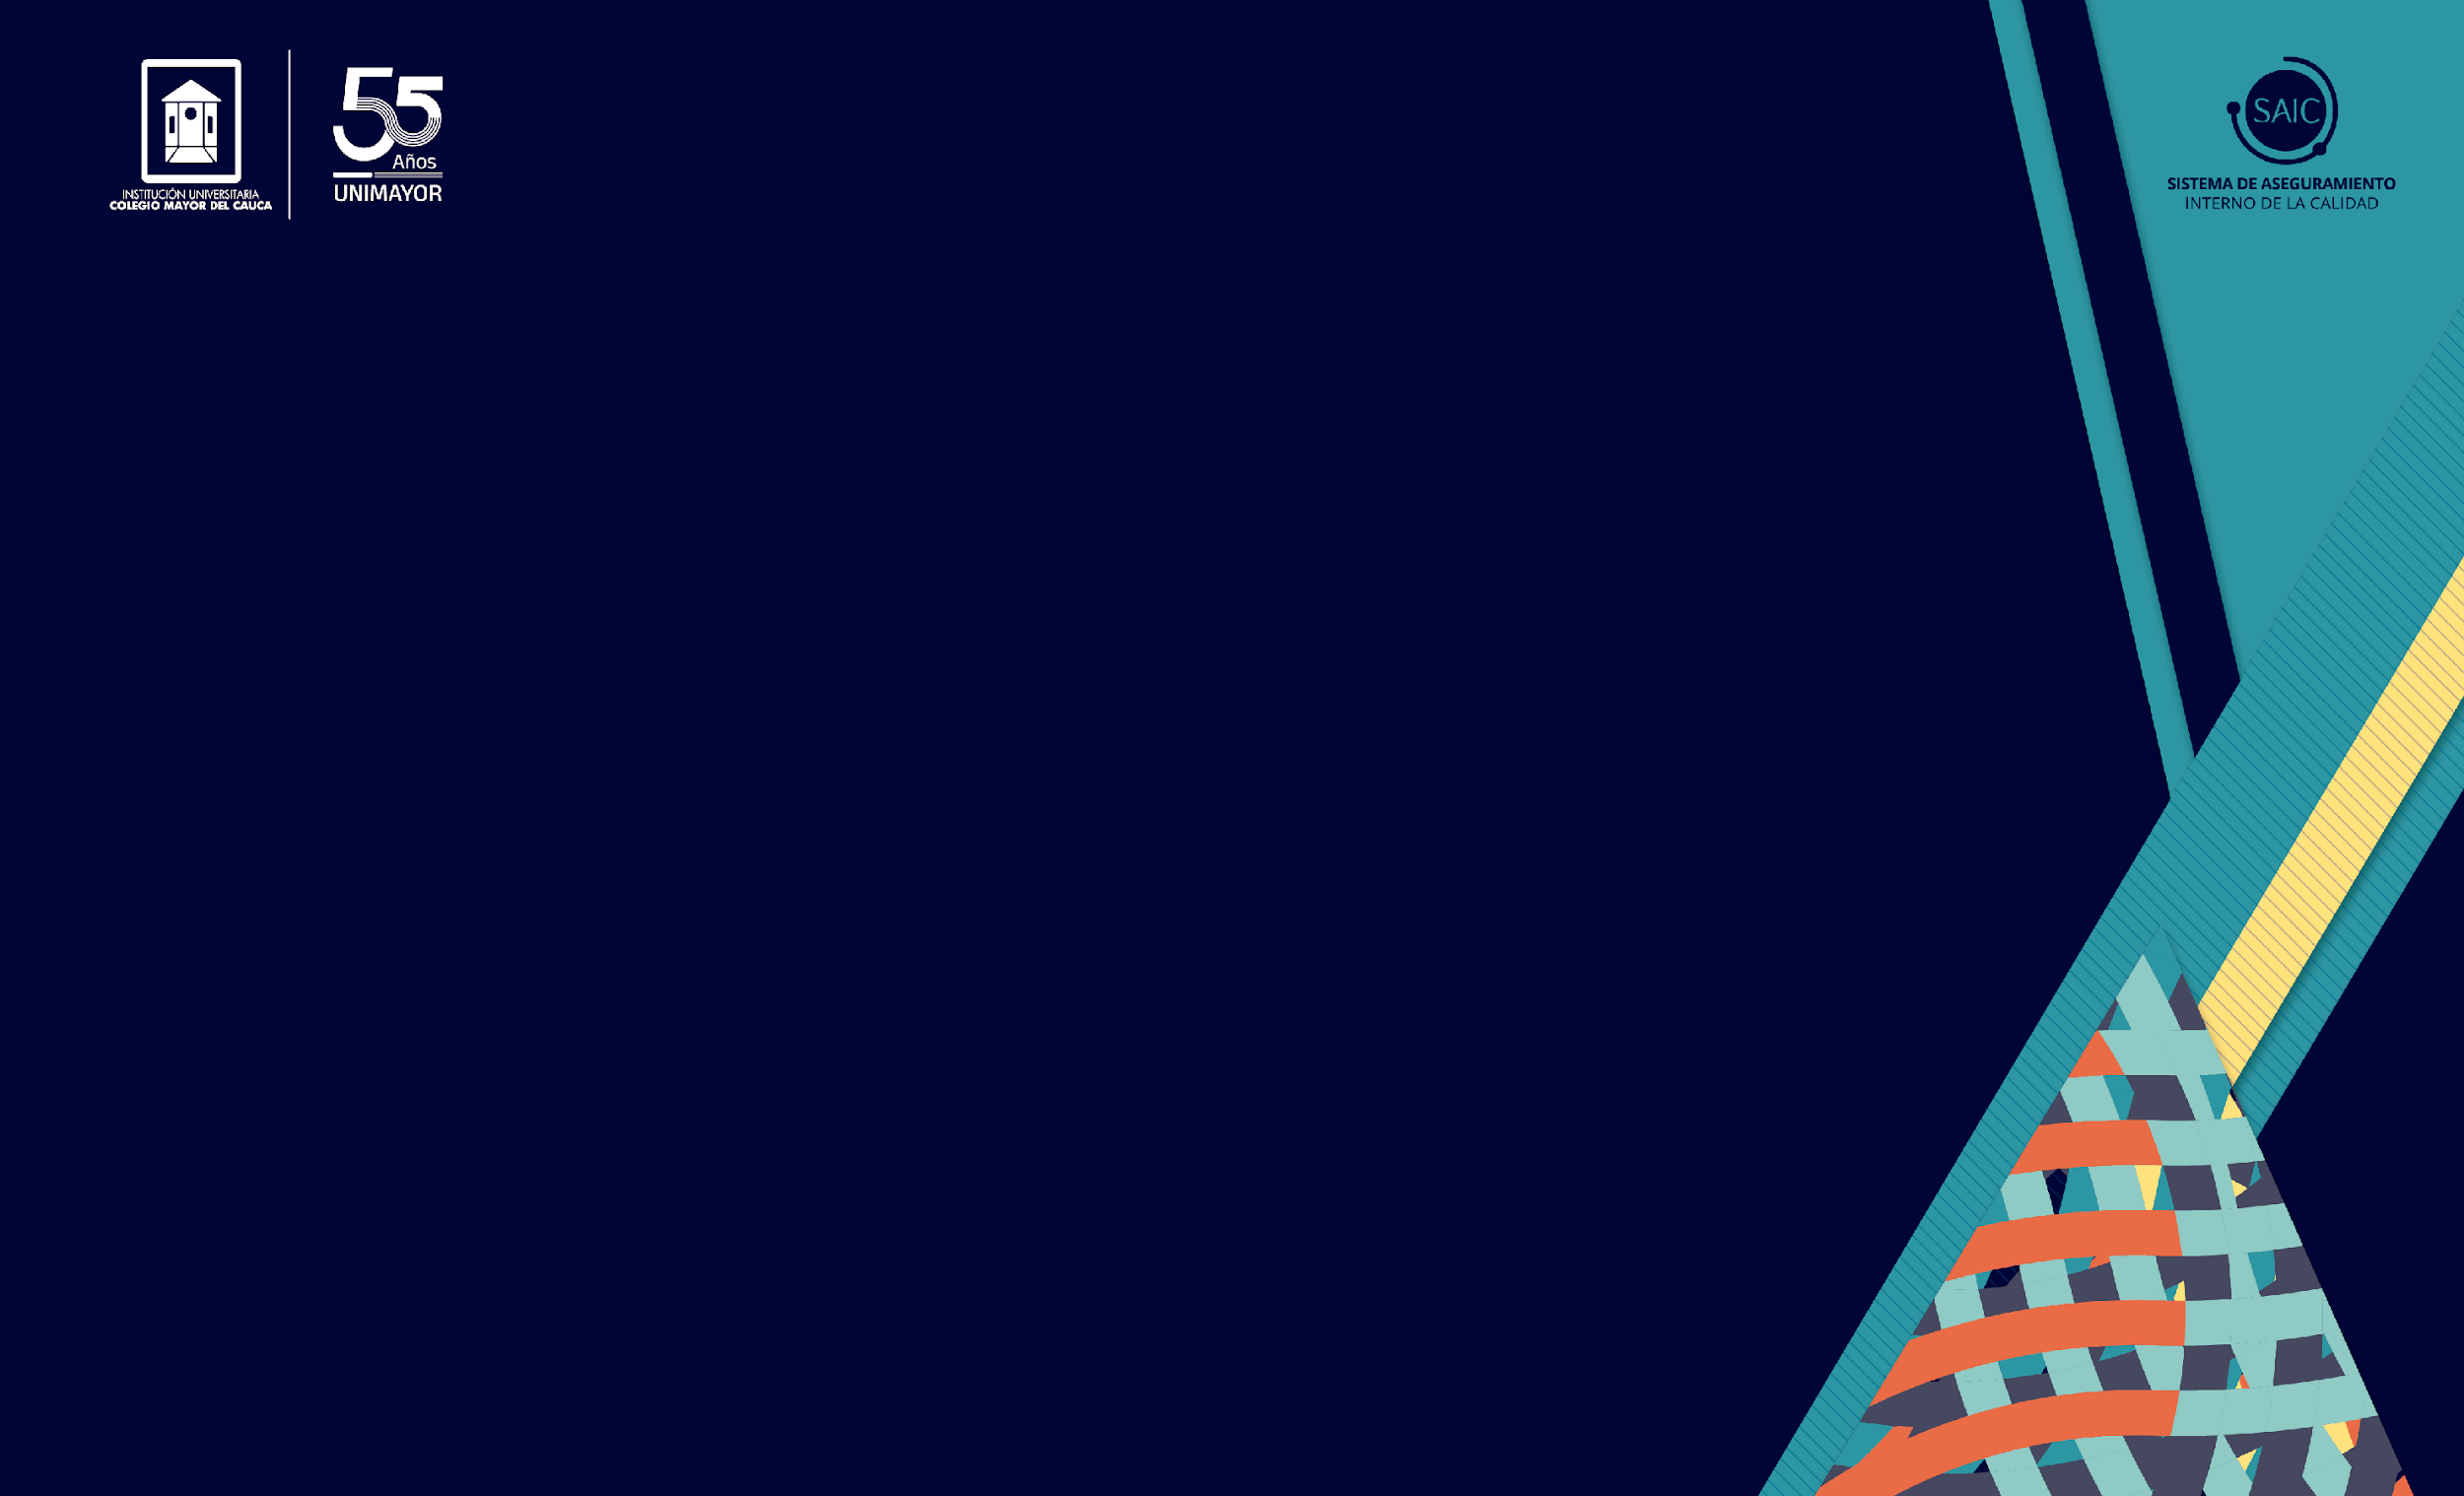 INSTITUCIÓN UNIVERSITARIA
COLEGIO MAYOR DEL CAUCA
55
Años
UNIMAYOR
SAIC
SISTEMA DE ASEGURAMIENTO
INTERNO DE LA CALIDAD